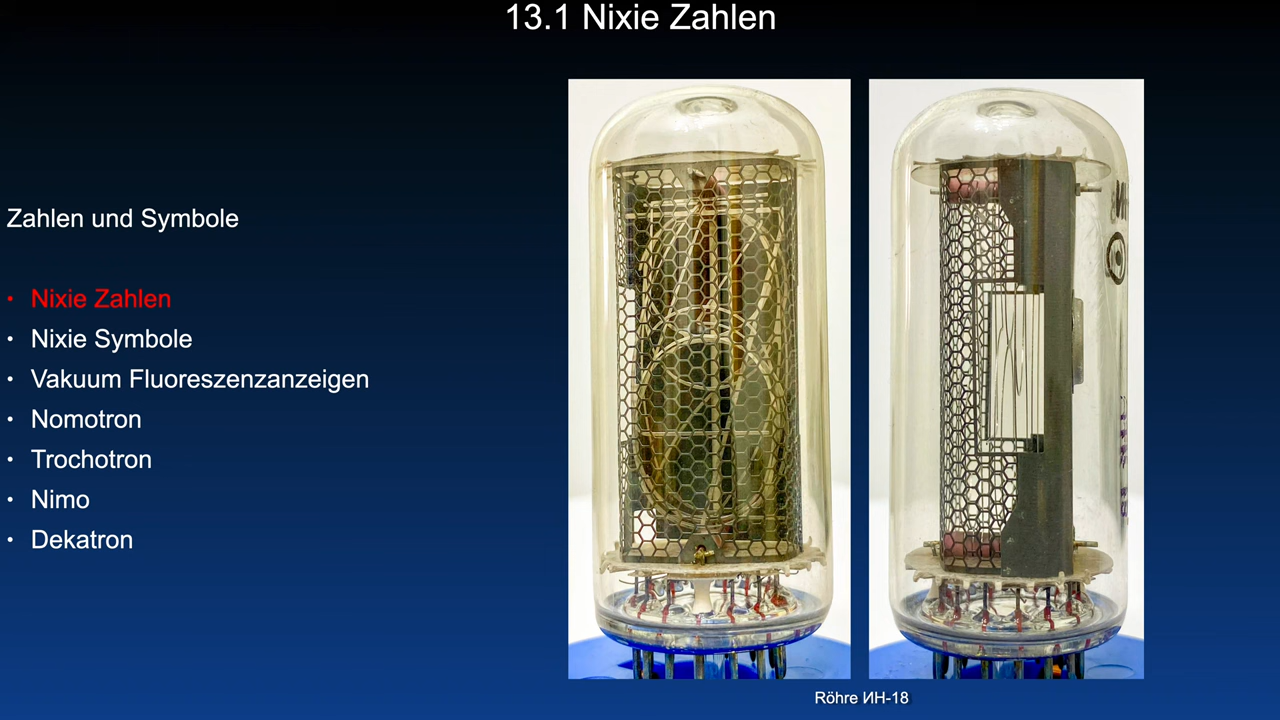 13.1 Nixie Zahlen
Zahlen und Symbole
• Nixie Zahlen
• Nixie Symbole
• Vakuum Fluoreszenzanzeigen
• Nomotron
• Trochotron
• Nimo
• Dekatron
Röhre ИН-18